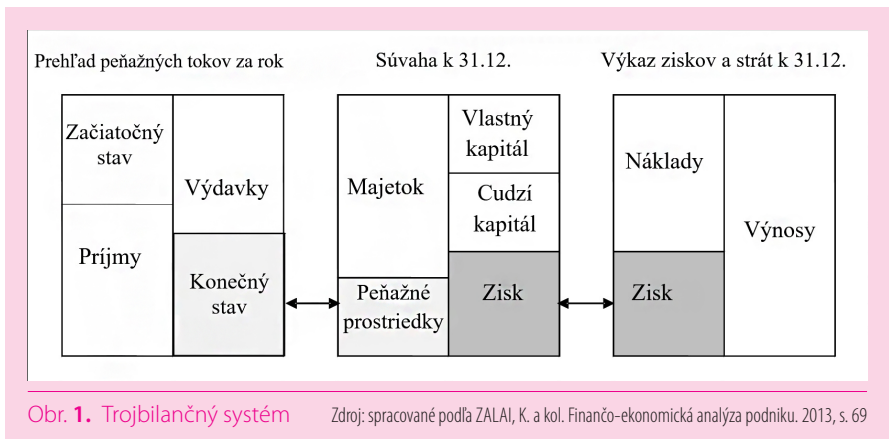 Prehľad peňažných tokov za rok
Začiatočný
stav
Príjmy
Výdavky
Konečný
stav
Súvaha k 31.12.
Majetok
Peňažné
prostriedky
Vlastný
kapitál
Cudzí
kapitál
Zisk
Výkaz ziskov a strát k 31.12.
Náklady
Zisk
Výnosy
Obr. 1. Trojbilančný systém
Zdroj: spracované podľa ZALAI, K. a kol. Finančo-ekonomická analýza podniku. 2013, s. 69